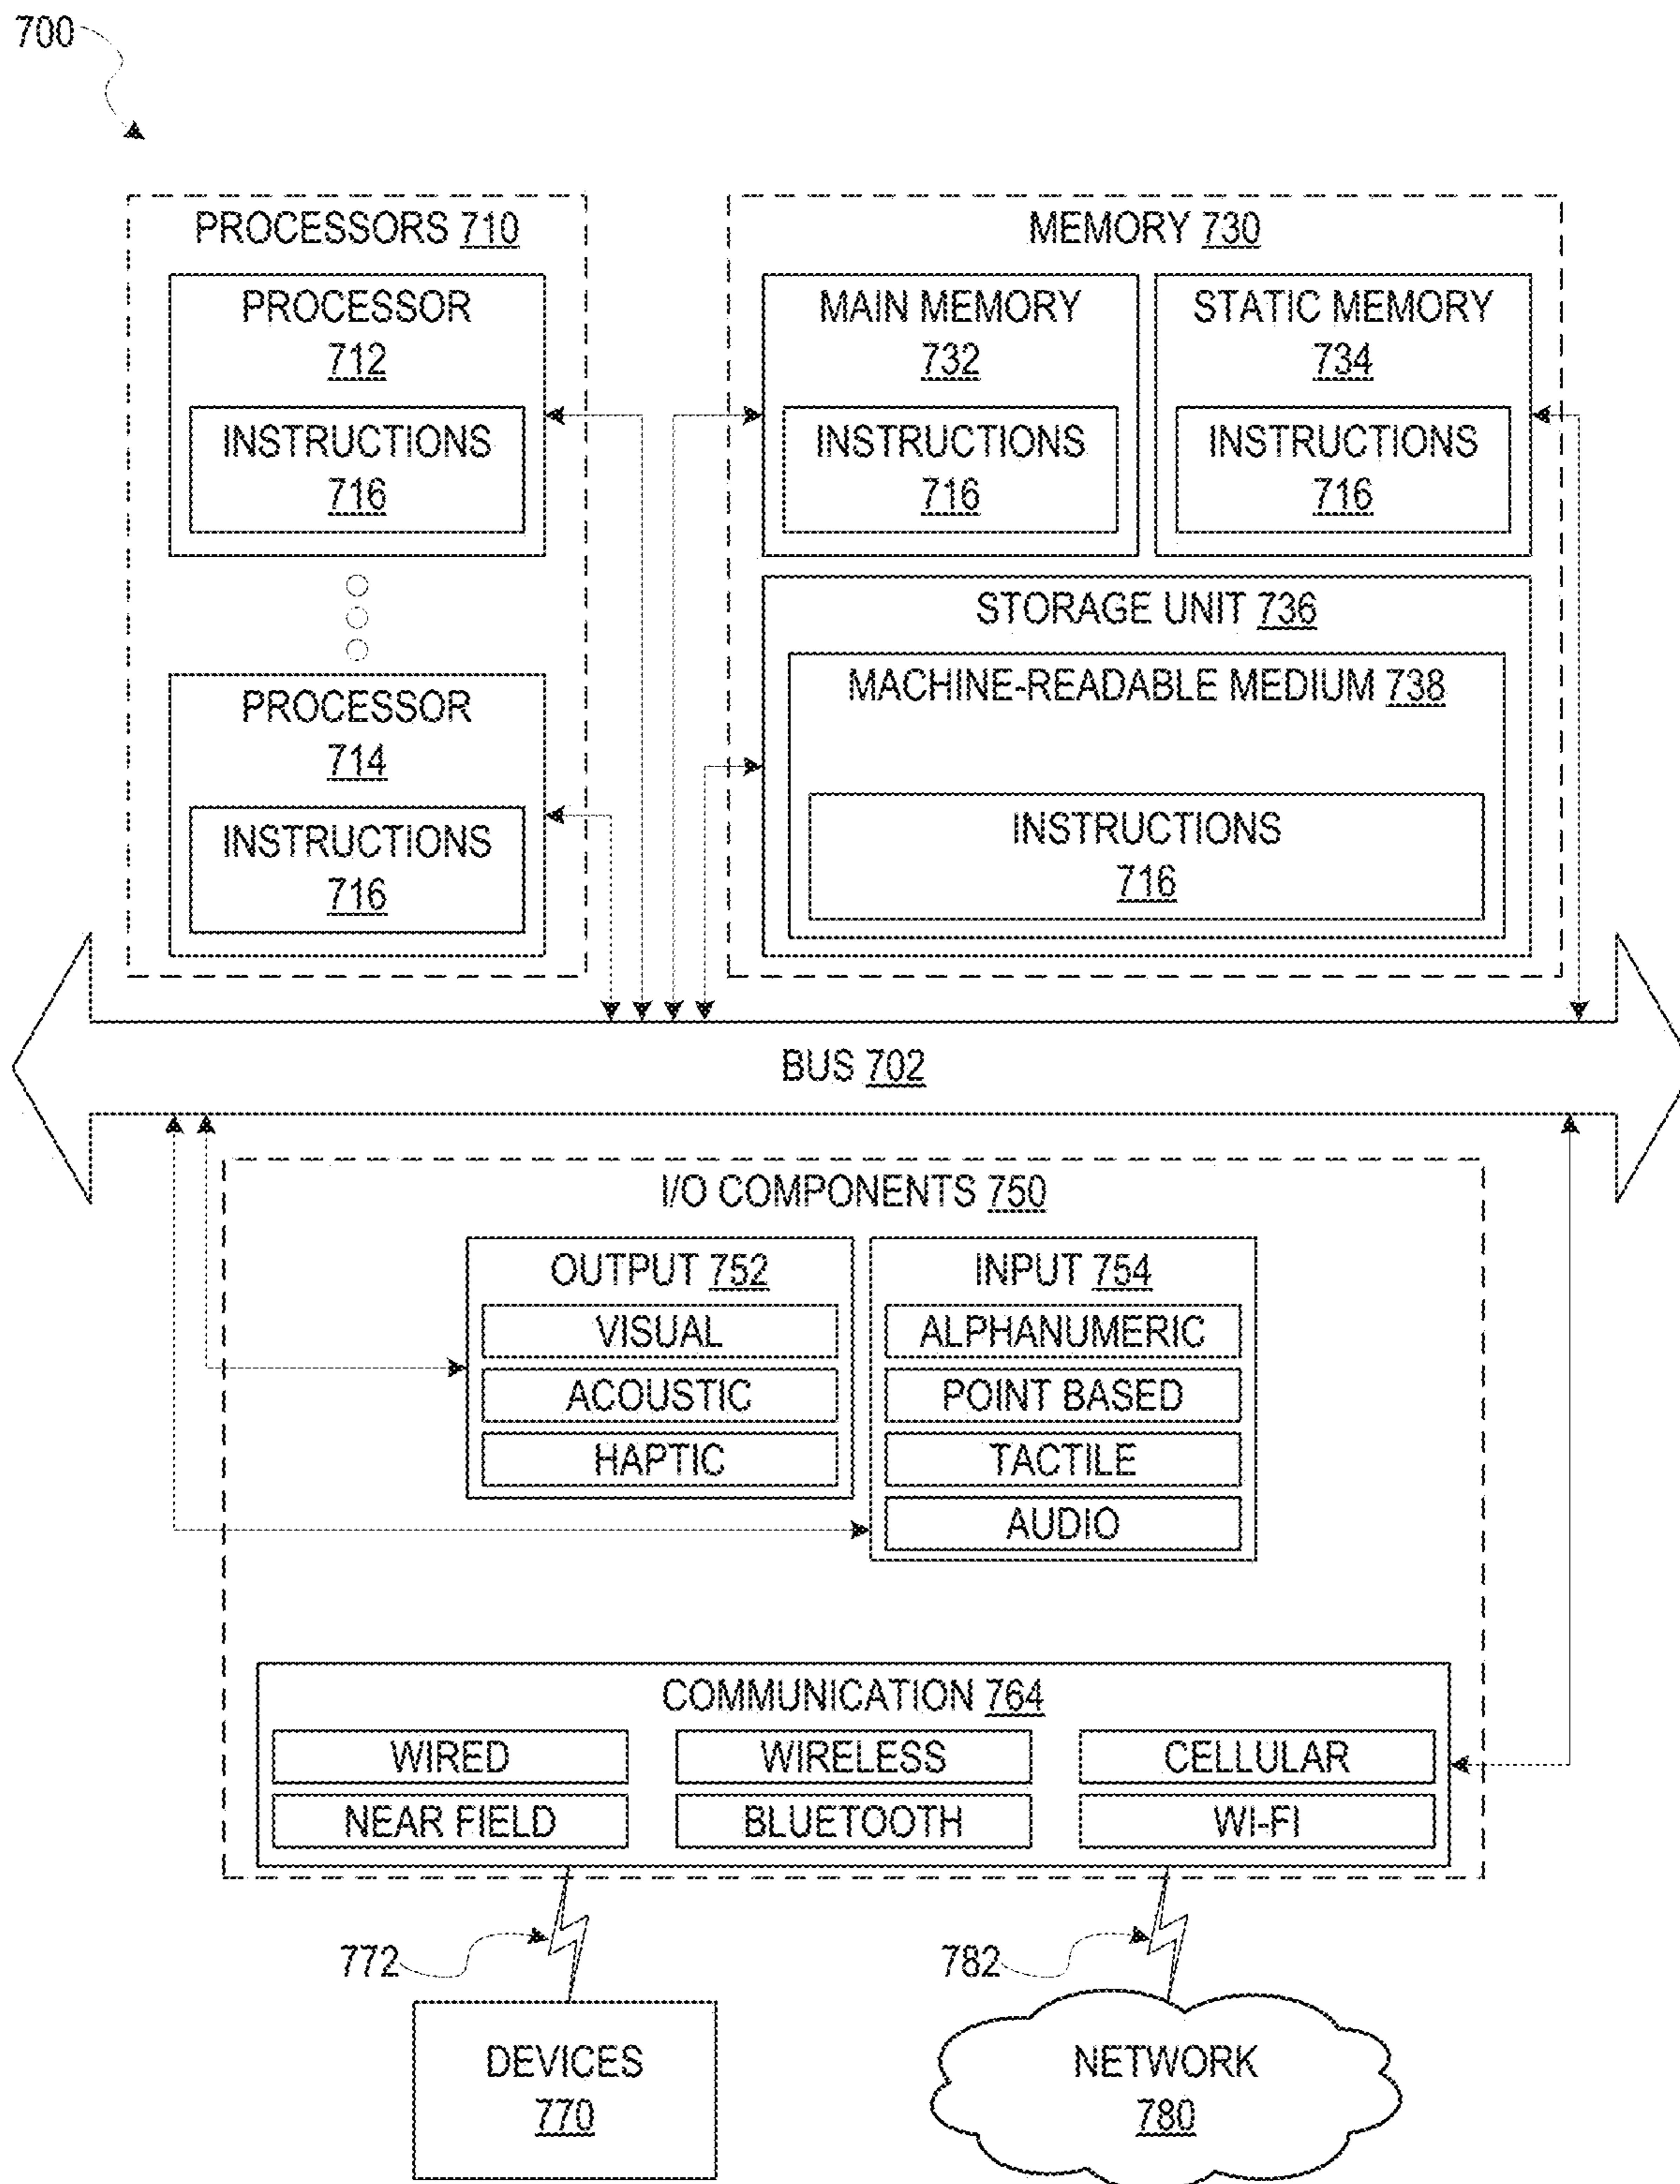 700
PROCESSORS 710
PROCESSOR
712
INSTRUCTIONS
716
PROCESSOR
714
INSTRUCTIONS
716
MEMORY 730
MAIN MEMORY
732
INSTRUCTIONS
716
STATIC MEMORY
734
INSTRUCTIONS
716
STORAGE UNIT 736
MACHINE-READABLE MEDIUM 738
INSTRUCTIONS
716
BUS 702
I/O COMPONENTS 750
OUTPUT 752
VISUAL
ACOUSTIC
HAPTIC
INPUT 754
ALPHANUMERIC
POINT BASED
TACTILE
AUDIO
COMMUNICATION 764
WIRED
WIRELESS
CELLULAR
NEAR FIELD
BLUETOOTH
WI-FI
772
782
DEVICES
770
NETWORK
780